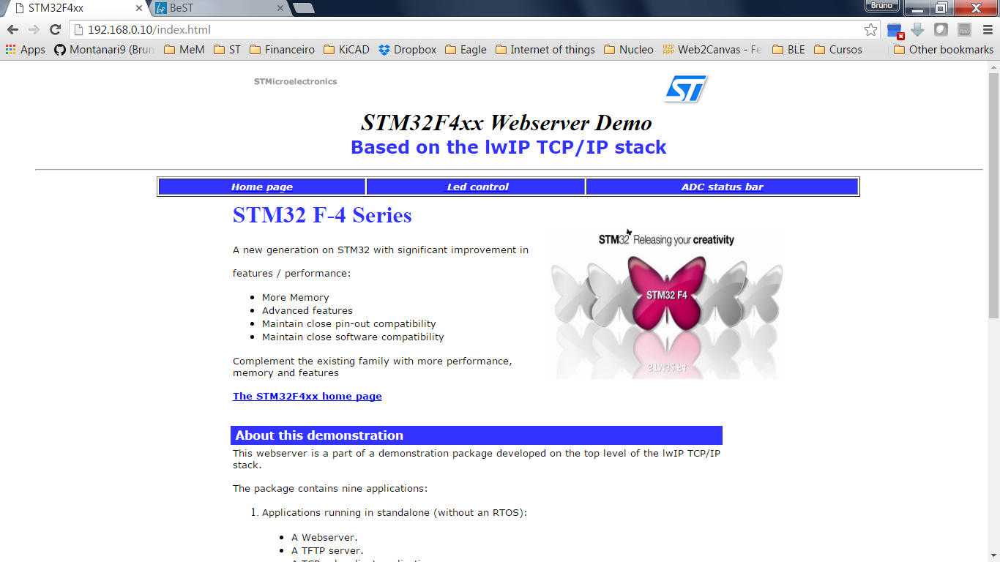 STM32F4xx
BeST
Bruno
192.168.0.10/index.html
Apps Montanari9 (Brun MeM ST Financeiro KiCAD Dropbox Eagle Internet of things Nucleo Web2Canvas - Fe BLE Cursos Other bookmarks
STMicroelectronics
ST
STM32F4xx Webserver Demo
Based on the lwIP TCP/IP stack
Home page Led control ADC status bar
STM32 F-4 Series
STM32 Releasing your creativity
A new generation on STM32 with significant improvement in
features / performance:
STM32 F4
• More Memory
• Advanced features
• Maintain close pin-out compatibility
• Maintain close software compatibility
Complement the existing family with more performance,
memory and features
The STM32F4xx home page
About this demonstration
This webserver is a part of a demonstration package developed on the top level of the lwIP TCP/IP
stack.
The package contains nine applications:
1. Applications running in standalone (without an RTOS):
• A Webserver.
• A TFTP server.